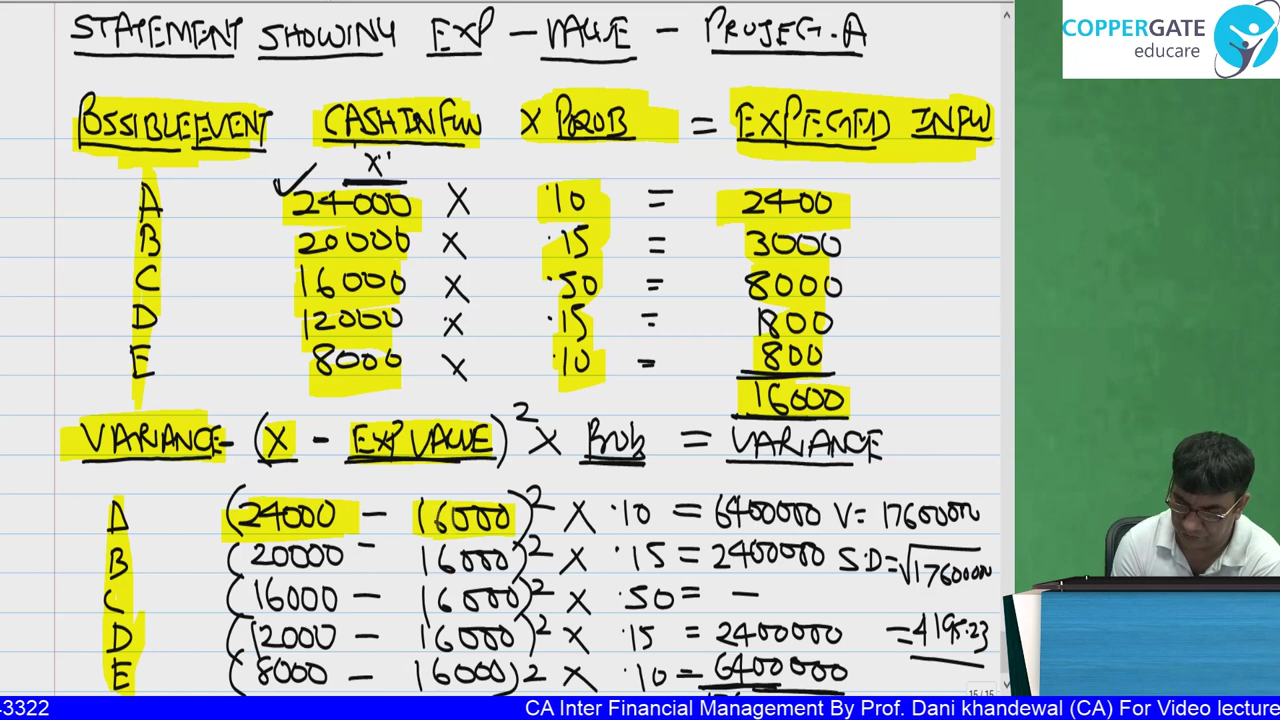 STATEMENT SHOWING EXP - VALUE - PROJECT.A
COPPERGATE
educare
POSSIBLE EVENT CASH INFLOW X PROB = EXPECTED INFLOW
'X'
A 24000 X .10 = 2400
B 20000 X .15 = 3000
C 16000 X .50 = 8000
D 12000 X .15 = 1800
E 8000 X .10 = 800
16000
VARIANCE - (X - EXP VALUE)² X Prob = VARIANCE
A (24000 - 16000)² X .10 = 6400000 V = 17600000
B (20000 - 16000)² X .15 = 2400000 S.D = √17600000
C (16000 - 16000)² X .50 = -
D (12000 - 16000)² X .15 = 2400000 = 4195.23
E (8000 - 16000)² X .10 = 6400000
15/15
-3322 CA Inter Financial Management By Prof. Dani khandewal (CA) For Video lecture